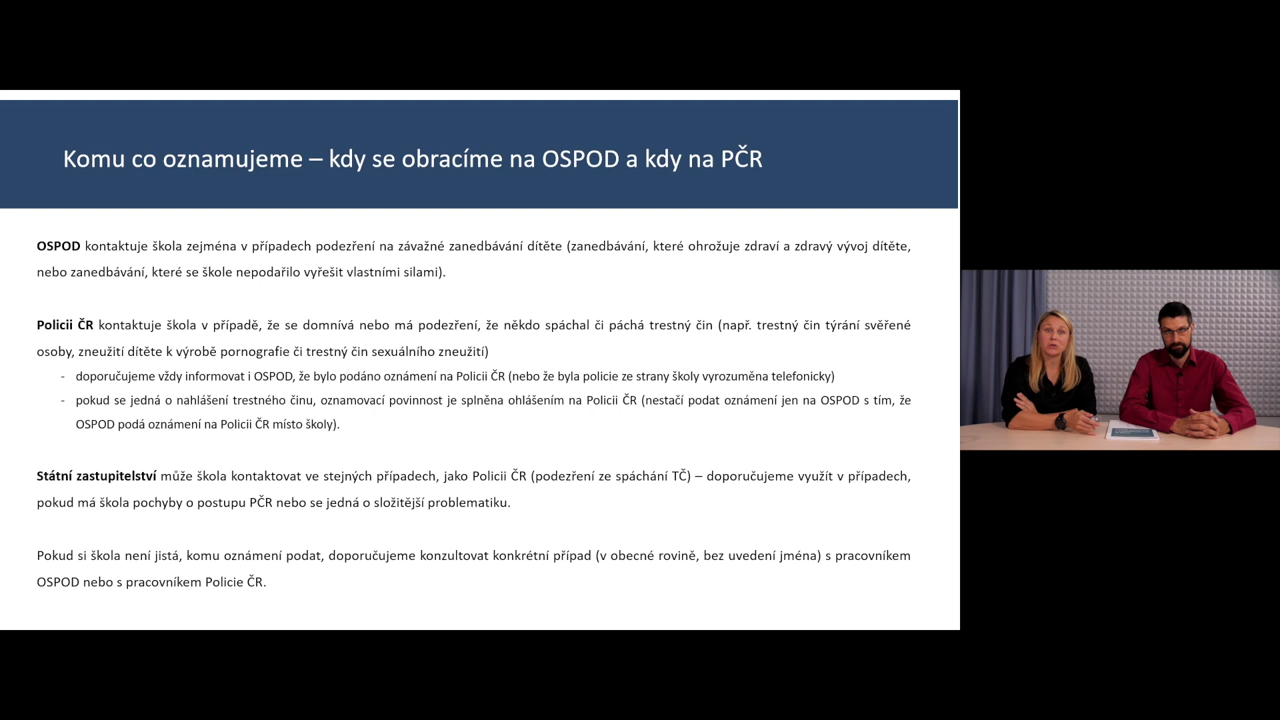 Komu co oznamujeme – kdy se obracíme na OSPOD a kdy na PČR
OSPOD kontaktuje škola zejména v případech podezření na závažné zanedbávání dítěte (zanedbávání, které ohrožuje zdraví a zdravý vývoj dítěte,
nebo zanedbávání, které se škole nepodařilo vyřešit vlastními silami).
Policii ČR kontaktuje škola v případě, že se domnívá nebo má podezření, že někdo spáchal či páchá trestný čin (např. trestný čin týrání svěřené
osoby, zneužití dítěte k výrobě pornografie či trestný čin sexuálního zneužití)
- doporučujeme vždy informovat i OSPOD, že bylo podáno oznámení na Policii ČR (nebo že byla policie ze strany školy vyrozuměna telefonicky)
- pokud se jedná o nahlášení trestného činu, oznamovací povinnost je splněna ohlášením na Policii ČR (nestačí podat oznámení jen na OSPOD s tím, že
OSPOD podá oznámení na Policii ČR místo školy).
Státní zastupitelství může škola kontaktovat ve stejných případech, jako Policii ČR (podezření ze spáchání TČ) – doporučujeme využít v případech,
pokud má škola pochyby o postupu PČR nebo se jedná o složitější problematiku.
Pokud si škola není jistá, komu oznámení podat, doporučujeme konzultovat konkrétní případ (v obecné rovině, bez uvedení jména) s pracovníkem
OSPOD nebo s pracovníkem Policie ČR.